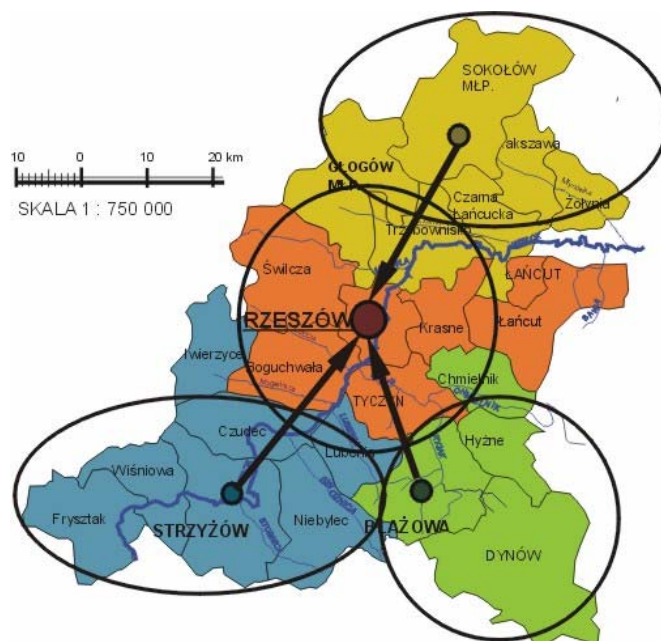 SOKOŁÓW
MŁP.
10 0 10 20 km
SKALA 1 : 750 000
GŁOGÓW
MŁP.
akszawa
Żołynia
Czarna
Łańcucka
Trzebownisko
Świlcza
ŁAŃCUT
RZESZÓW
Krasne
Łańcut
Iwierzyce
Boguchwała
Chmielnik
TYCZYN
Czudec
Lubenia
Hyżne
Wiśniowa
Frysztak
STRZYŻÓW
Niebylec
BŁAŻOWA
DYNÓW